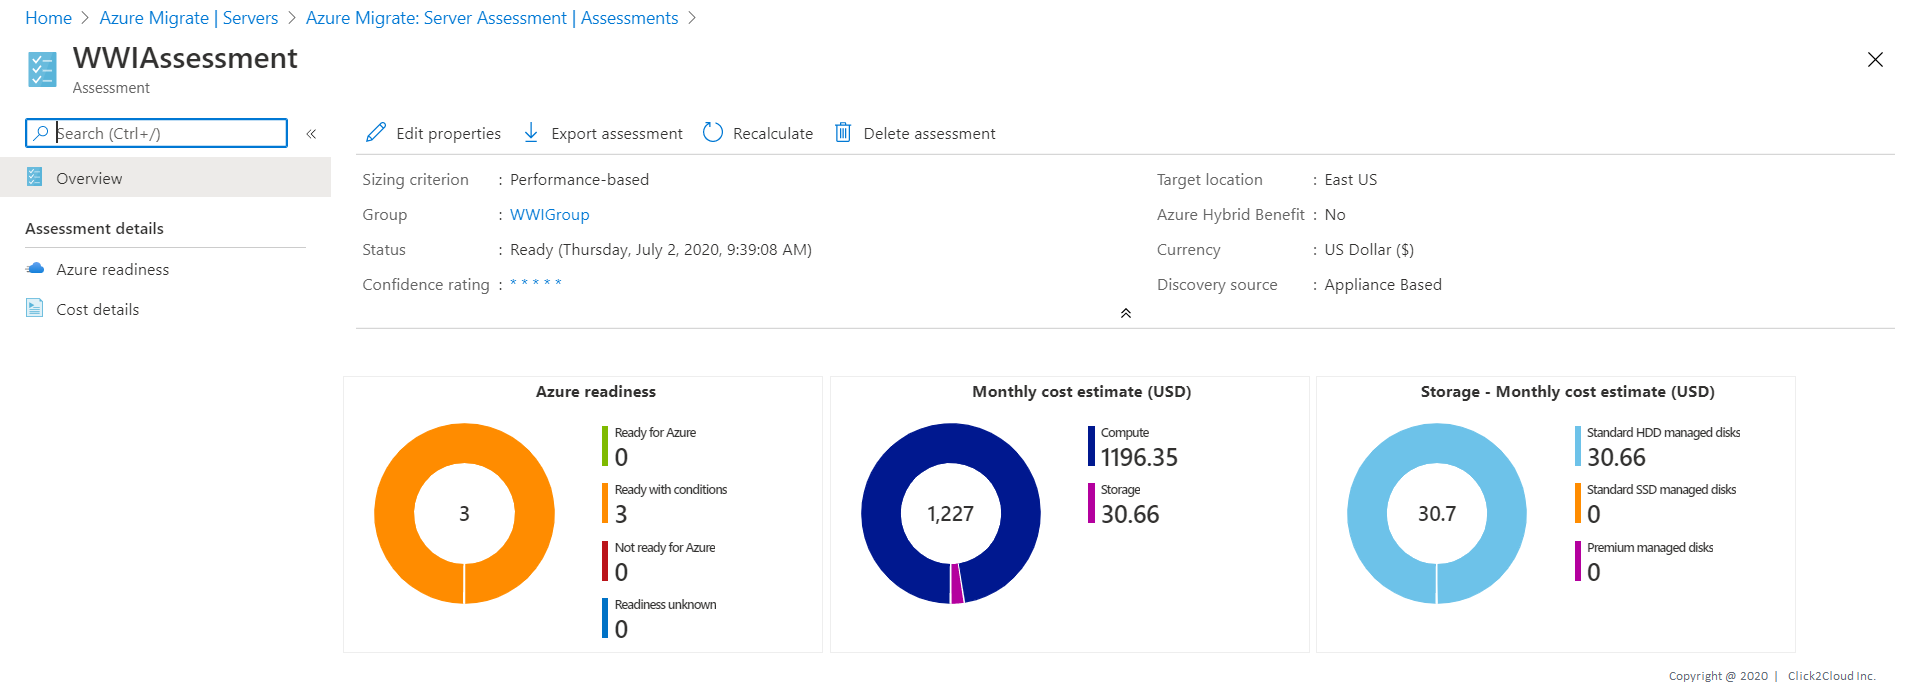 Home > Azure Migrate | Servers > Azure Migrate: Server Assessment | Assessments >
WWIAssessment
Assessment
Search (Ctrl+/)
«
Overview
Assessment details
Azure readiness
Cost details
Edit properties
Export assessment
Recalculate
Delete assessment
Sizing criterion : Performance-based
Group : WWIGroup
Status : Ready (Thursday, July 2, 2020, 9:39:08 AM)
Confidence rating : * * * * *
Target location : East US
Azure Hybrid Benefit : No
Currency : US Dollar ($)
Discovery source : Appliance Based
Azure readiness
3
Ready for Azure
0
Ready with conditions
3
Not ready for Azure
0
Readiness unknown
0
Monthly cost estimate (USD)
1,227
Compute
1196.35
Storage
30.66
Storage - Monthly cost estimate (USD)
30.7
Standard HDD managed disks
30.66
Standard SSD managed disks
0
Premium managed disks
0
Copyright @ 2020 | Click2Cloud Inc.